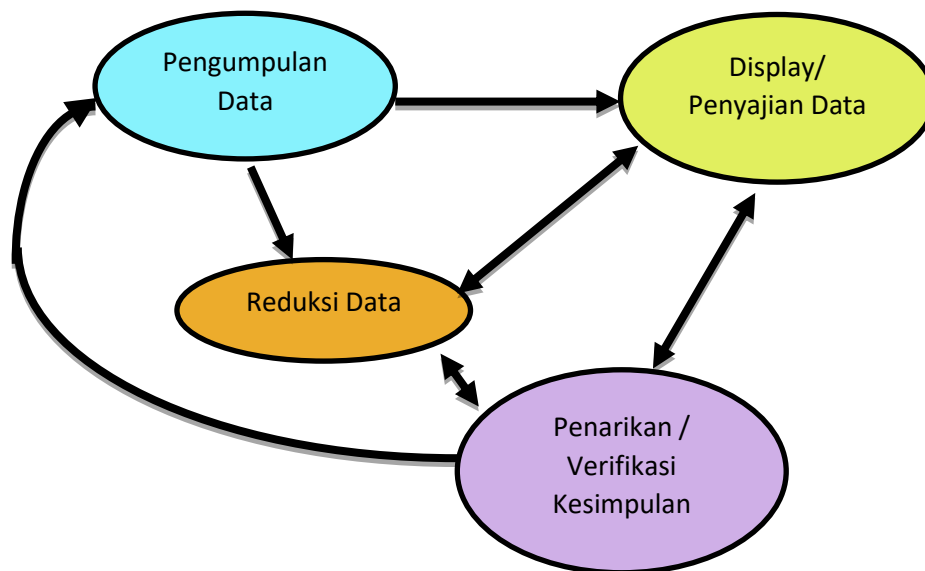 Pengumpulan
Data
Display/
Penyajian Data
Reduksi Data
Penarikan /
Verifikasi
Kesimpulan